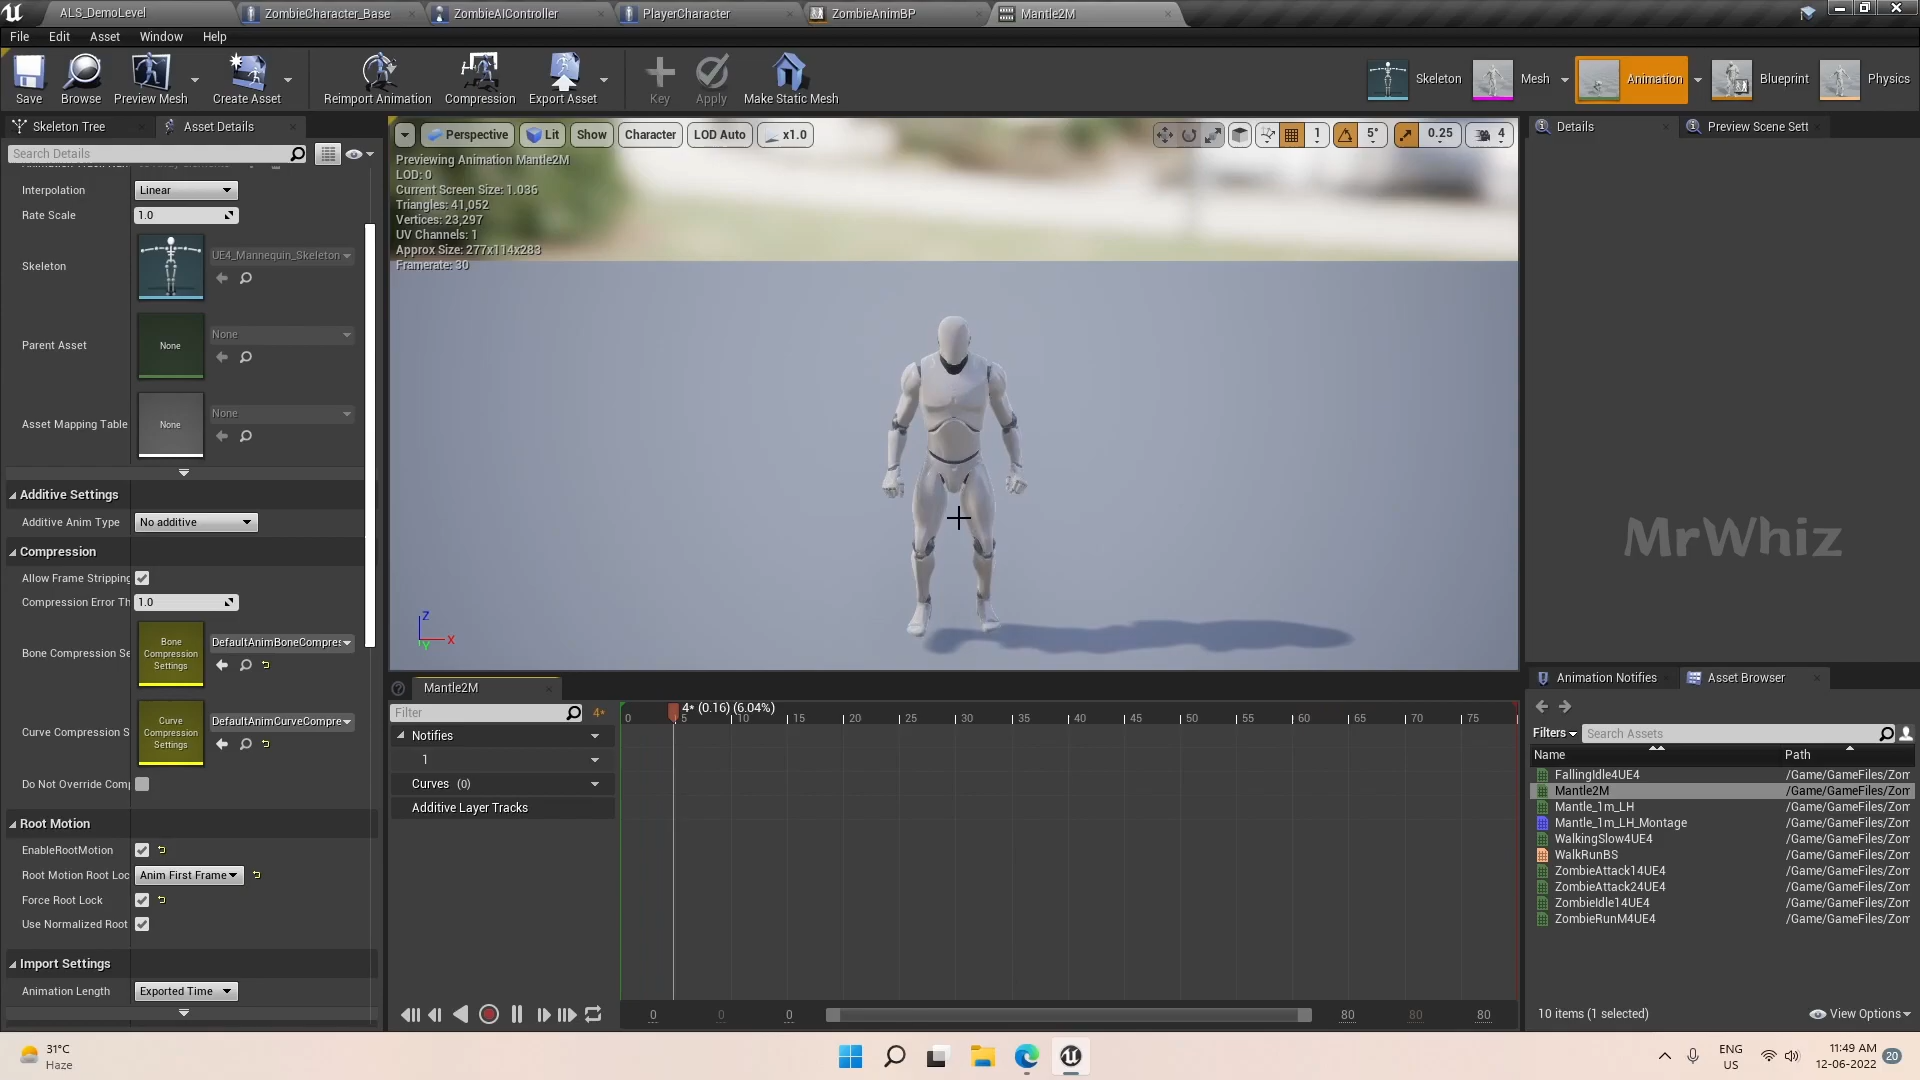 ALS_DemoLevel
ZombieCharacter_Base
ZombieAIController
PlayerCharacter
ZombieAnimBP
Mantle2M
File Edit Asset Window Help
Save Browse Preview Mesh Create Asset Reimport Animation Compression Export Asset Key Apply Make Static Mesh
Skeleton Mesh Animation Blueprint Physics
Skeleton Tree
Asset Details
Search Details
Interpolation Linear
Rate Scale 1.0
Skeleton UE4_Mannequin_Skeleton
Parent Asset None None
Asset Mapping Table None None
Additive Settings
Additive Anim Type No additive
Compression
Allow Frame Stripping
Compression Error Th 1.0
Bone Compression Se
Bone
Compression
Settings
DefaultAnimBoneCompres
Curve Compression S
Curve
Compression
Settings
DefaultAnimCurveCompre
Do Not Override Com
Root Motion
EnableRootMotion
Root Motion Root Loc Anim First Frame
Force Root Lock
Use Normalized Root
Import Settings
Animation Length Exported Time
Perspective Lit Show Character LOD Auto x1.0
1 5° 0.25 4
Previewing Animation Mantle2M
LOD: 0
Current Screen Size: 1.036
Triangles: 41,052
Vertices: 23,297
UV Channels: 1
Approx Size: 277x114x283
Framerate: 30
Z
X
Y
Mantle2M
Filter 4*
4* (0.16) (6.04%)
0 5 10 15 20 25 30 35 40 45 50 55 60 65 70 75
Notifies
1
Curves (0)
Additive Layer Tracks
0 0 0 80 80 80
Details
Preview Scene Sett
MrWhiz
Animation Notifies
Asset Browser
Filters Search Assets
Name Path
FallingIdle4UE4 /Game/GameFiles/Zom
Mantle2M /Game/GameFiles/Zom
Mantle_1m_LH /Game/GameFiles/Zom
Mantle_1m_LH_Montage /Game/GameFiles/Zom
WalkingSlow4UE4 /Game/GameFiles/Zom
WalkRunBS /Game/GameFiles/Zom
ZombieAttack14UE4 /Game/GameFiles/Zom
ZombieAttack24UE4 /Game/GameFiles/Zom
ZombieIdle14UE4 /Game/GameFiles/Zom
ZombieRunM4UE4 /Game/GameFiles/Zom
10 items (1 selected)
View Options
31°C
Haze
ENG
US
11:49 AM
12-06-2022
20